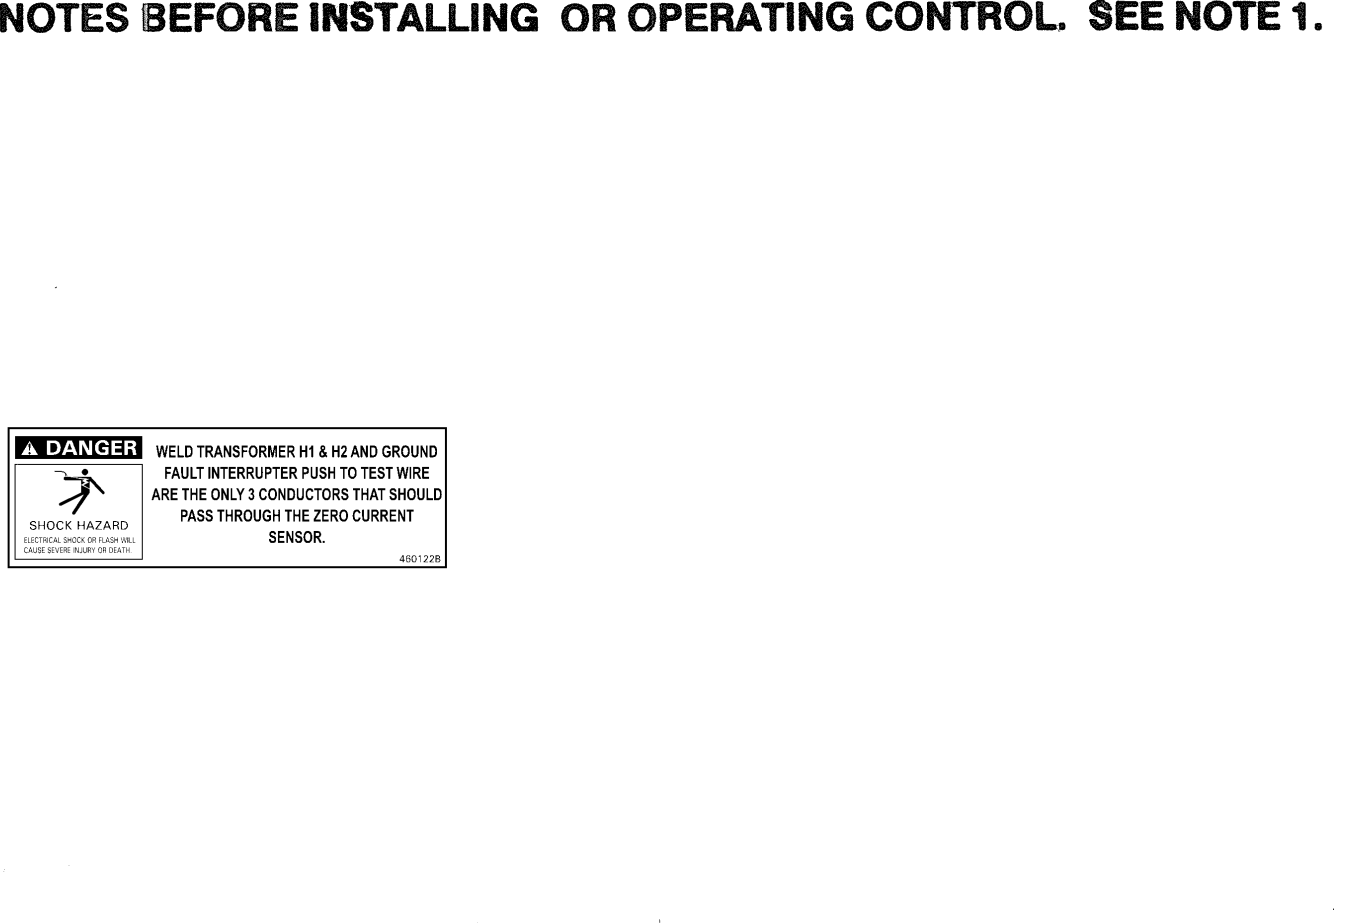 NOTES BEFORE INSTALLING OR OPERATING CONTROL. SEE NOTE 1.
DANGER
SHOCK HAZARD
ELECTRICAL SHOCK OR FLASH WILL
CAUSE SEVERE INJURY OR DEATH.
WELD TRANSFORMER H1 & H2 AND GROUND
FAULT INTERRUPTER PUSH TO TEST WIRE
ARE THE ONLY 3 CONDUCTORS THAT SHOULD
PASS THROUGH THE ZERO CURRENT
SENSOR.
460122B